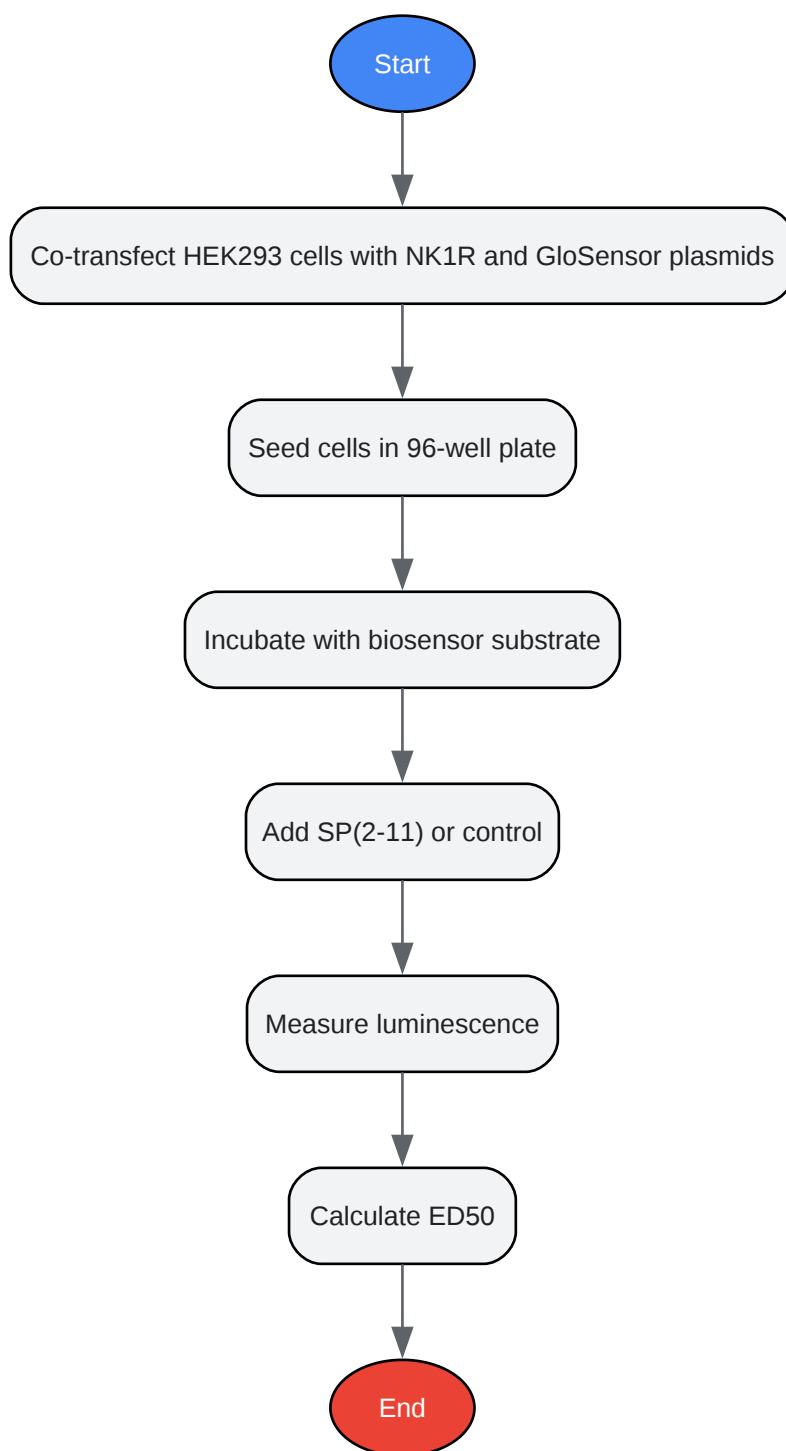 Start
Co-transfect HEK293 cells with NK1R and GloSensor plasmids
Seed cells in 96-well plate
Incubate with biosensor substrate
Add SP(2-11) or control
Measure luminescence
Calculate ED50
End